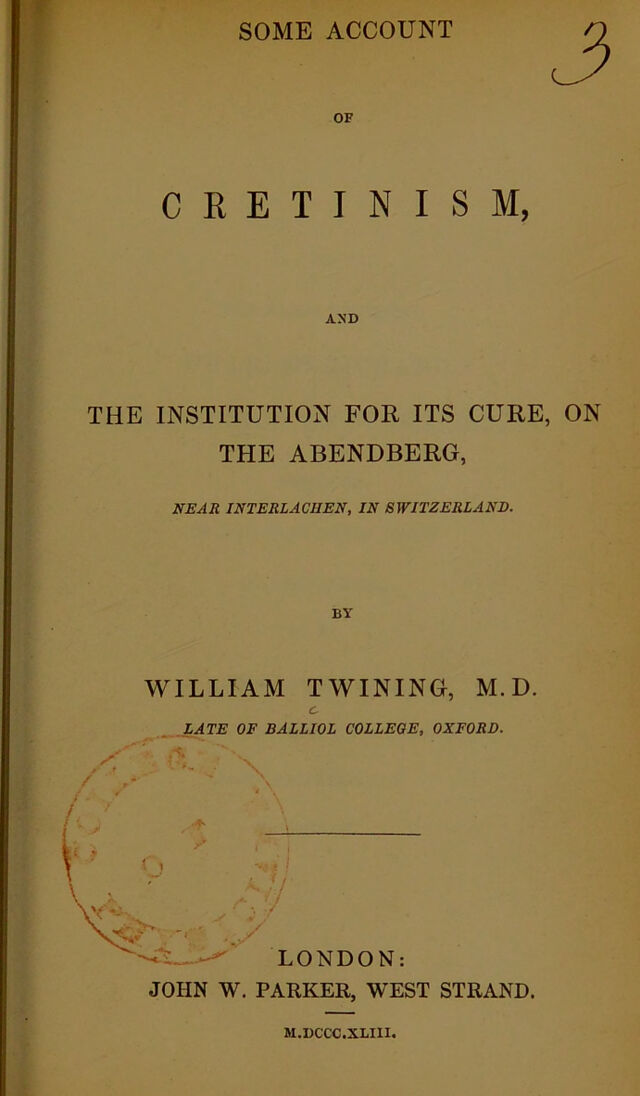 SOME ACCOUNT
3
OF
CRETINISM,
AND
THE INSTITUTION FOR ITS CURE, ON
THE ABENDBERG,
NEAR INTERLACHEN, IN SWITZERLAND.
BY
WILLIAM TWINING, M.D.
LATE OF BALLIOL COLLEGE, OXFORD.
LONDON:
JOHN W. PARKER, WEST STRAND.
M.DCCC.XLIII.